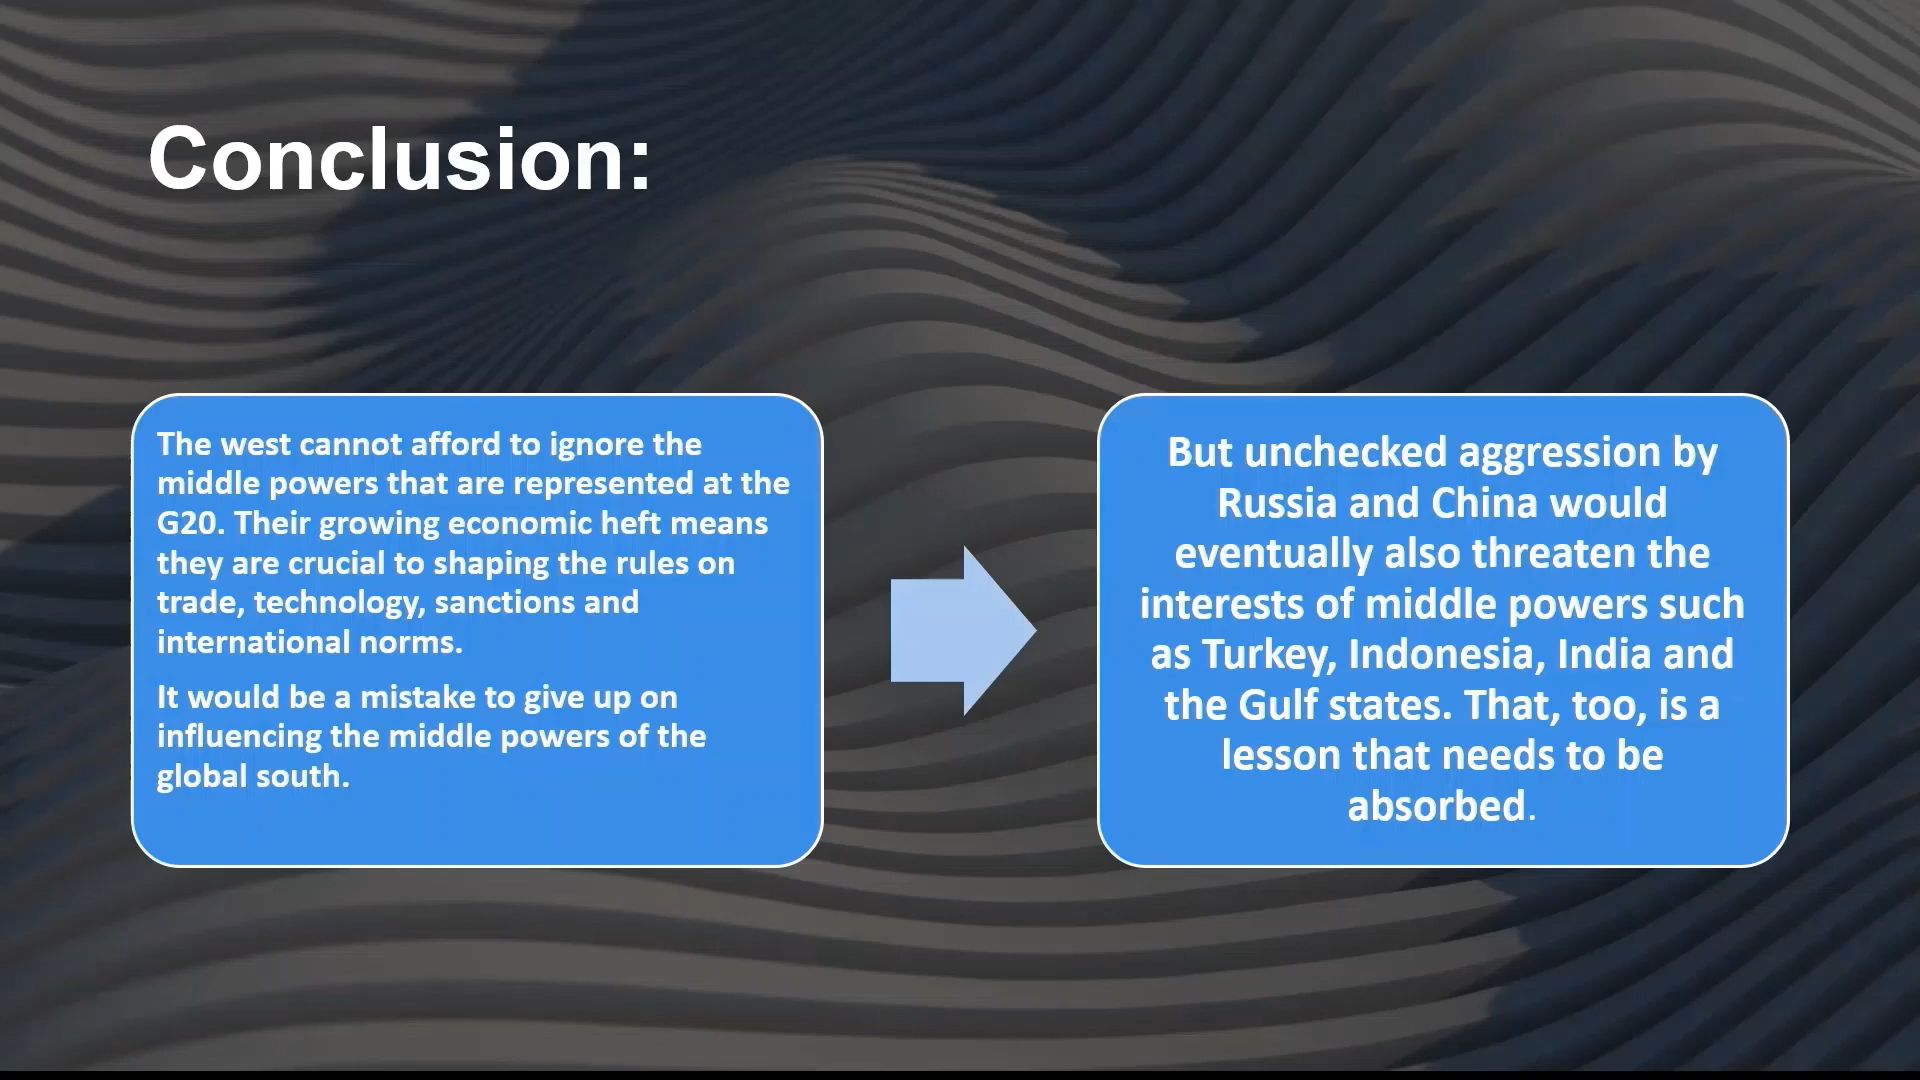 Conclusion:
The west cannot afford to ignore the
middle powers that are represented at the
G20. Their growing economic heft means
they are crucial to shaping the rules on
trade, technology, sanctions and
international norms.
It would be a mistake to give up on
influencing the middle powers of the
global south.
But unchecked aggression by
Russia and China would
eventually also threaten the
interests of middle powers such
as Turkey, Indonesia, India and
the Gulf states. That, too, is a
lesson that needs to be
absorbed.